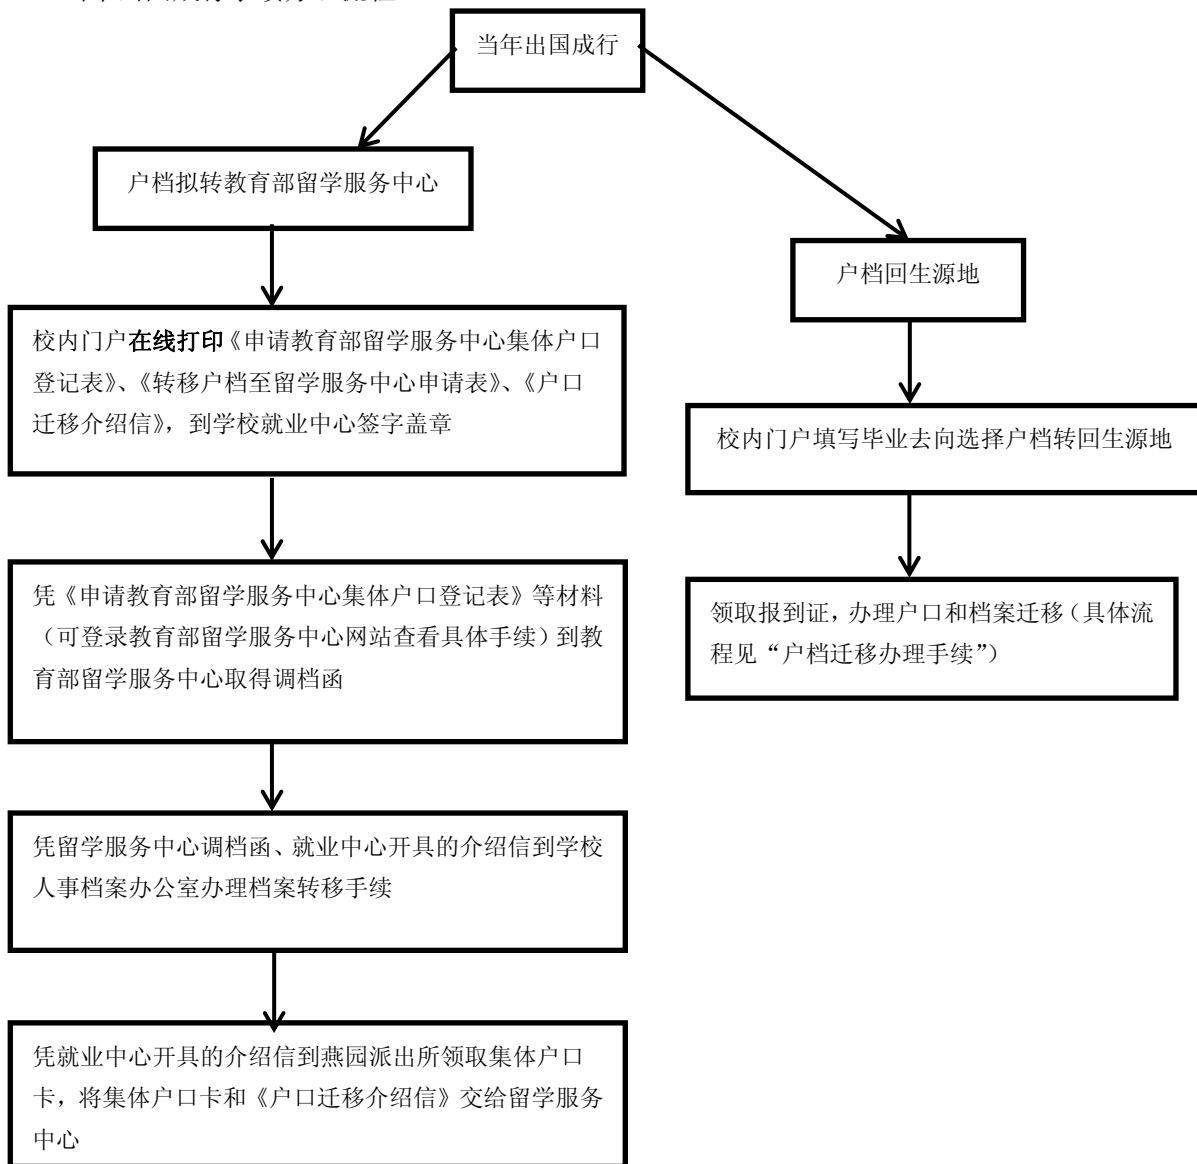 当年出国成行
户档拟转教育部留学服务中心
户档回生源地
校内门户在线打印《申请教育部留学服务中心集体户口
登记表》、《转移户档至留学服务中心申请表》、《户口
迁移介绍信》，到学校就业中心签字盖章
校内门户填写毕业去向选择户档转回生源地
凭《申请教育部留学服务中心集体户口登记表》等材料
（可登录教育部留学服务中心网站查看具体手续）到教
育部留学服务中心取得调档函
领取报到证，办理户口和档案迁移（具体流
程见“户档迁移办理手续”）
凭留学服务中心调档函、就业中心开具的介绍信到学校
人事档案办公室办理档案转移手续
凭就业中心开具的介绍信到燕园派出所领取集体户口
卡，将集体户口卡和《户口迁移介绍信》交给留学服务
中心